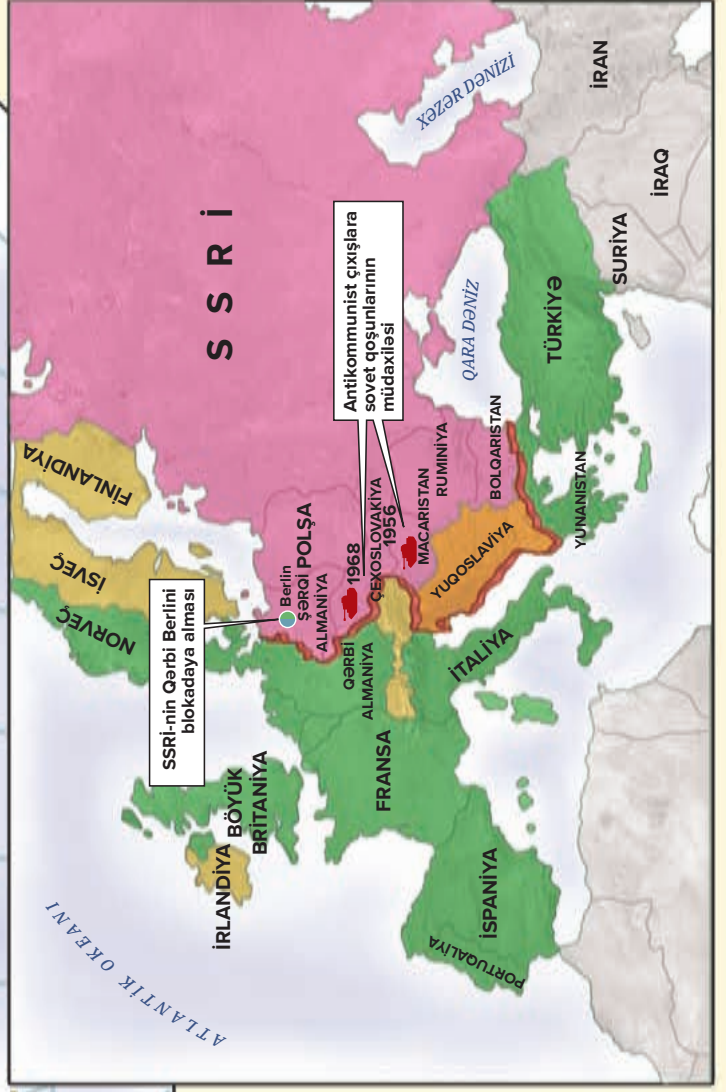 ATLANTİK OKEANI
NORVEÇ
İSVEÇ
FİNLANDİYA
S S R İ
SSRİ-nin Qərbi Berlini
blokadaya alması
İRLANDİYA
BÖYÜK
BRİTANİYA
Berlin
ŞƏRQİ
ALMANİYA
POLŞA
QƏRBİ
ALMANİYA
1968
ÇEXOSLOVAKİYA
1956
MACARISTAN
RUMINİYA
Antikommunist çıxışlara
sovet qoşunlarının
müdaxiləsi
XƏZƏR DƏNİZİ
FRANSA
YUQOSLAVİYA
BOLQARISTAN
QARA DƏNİZ
İTALİYA
PORTUQALİYA
İSPANİYA
YUNANISTAN
TÜRKİYƏ
SURİYA
İRAQ
İRAN